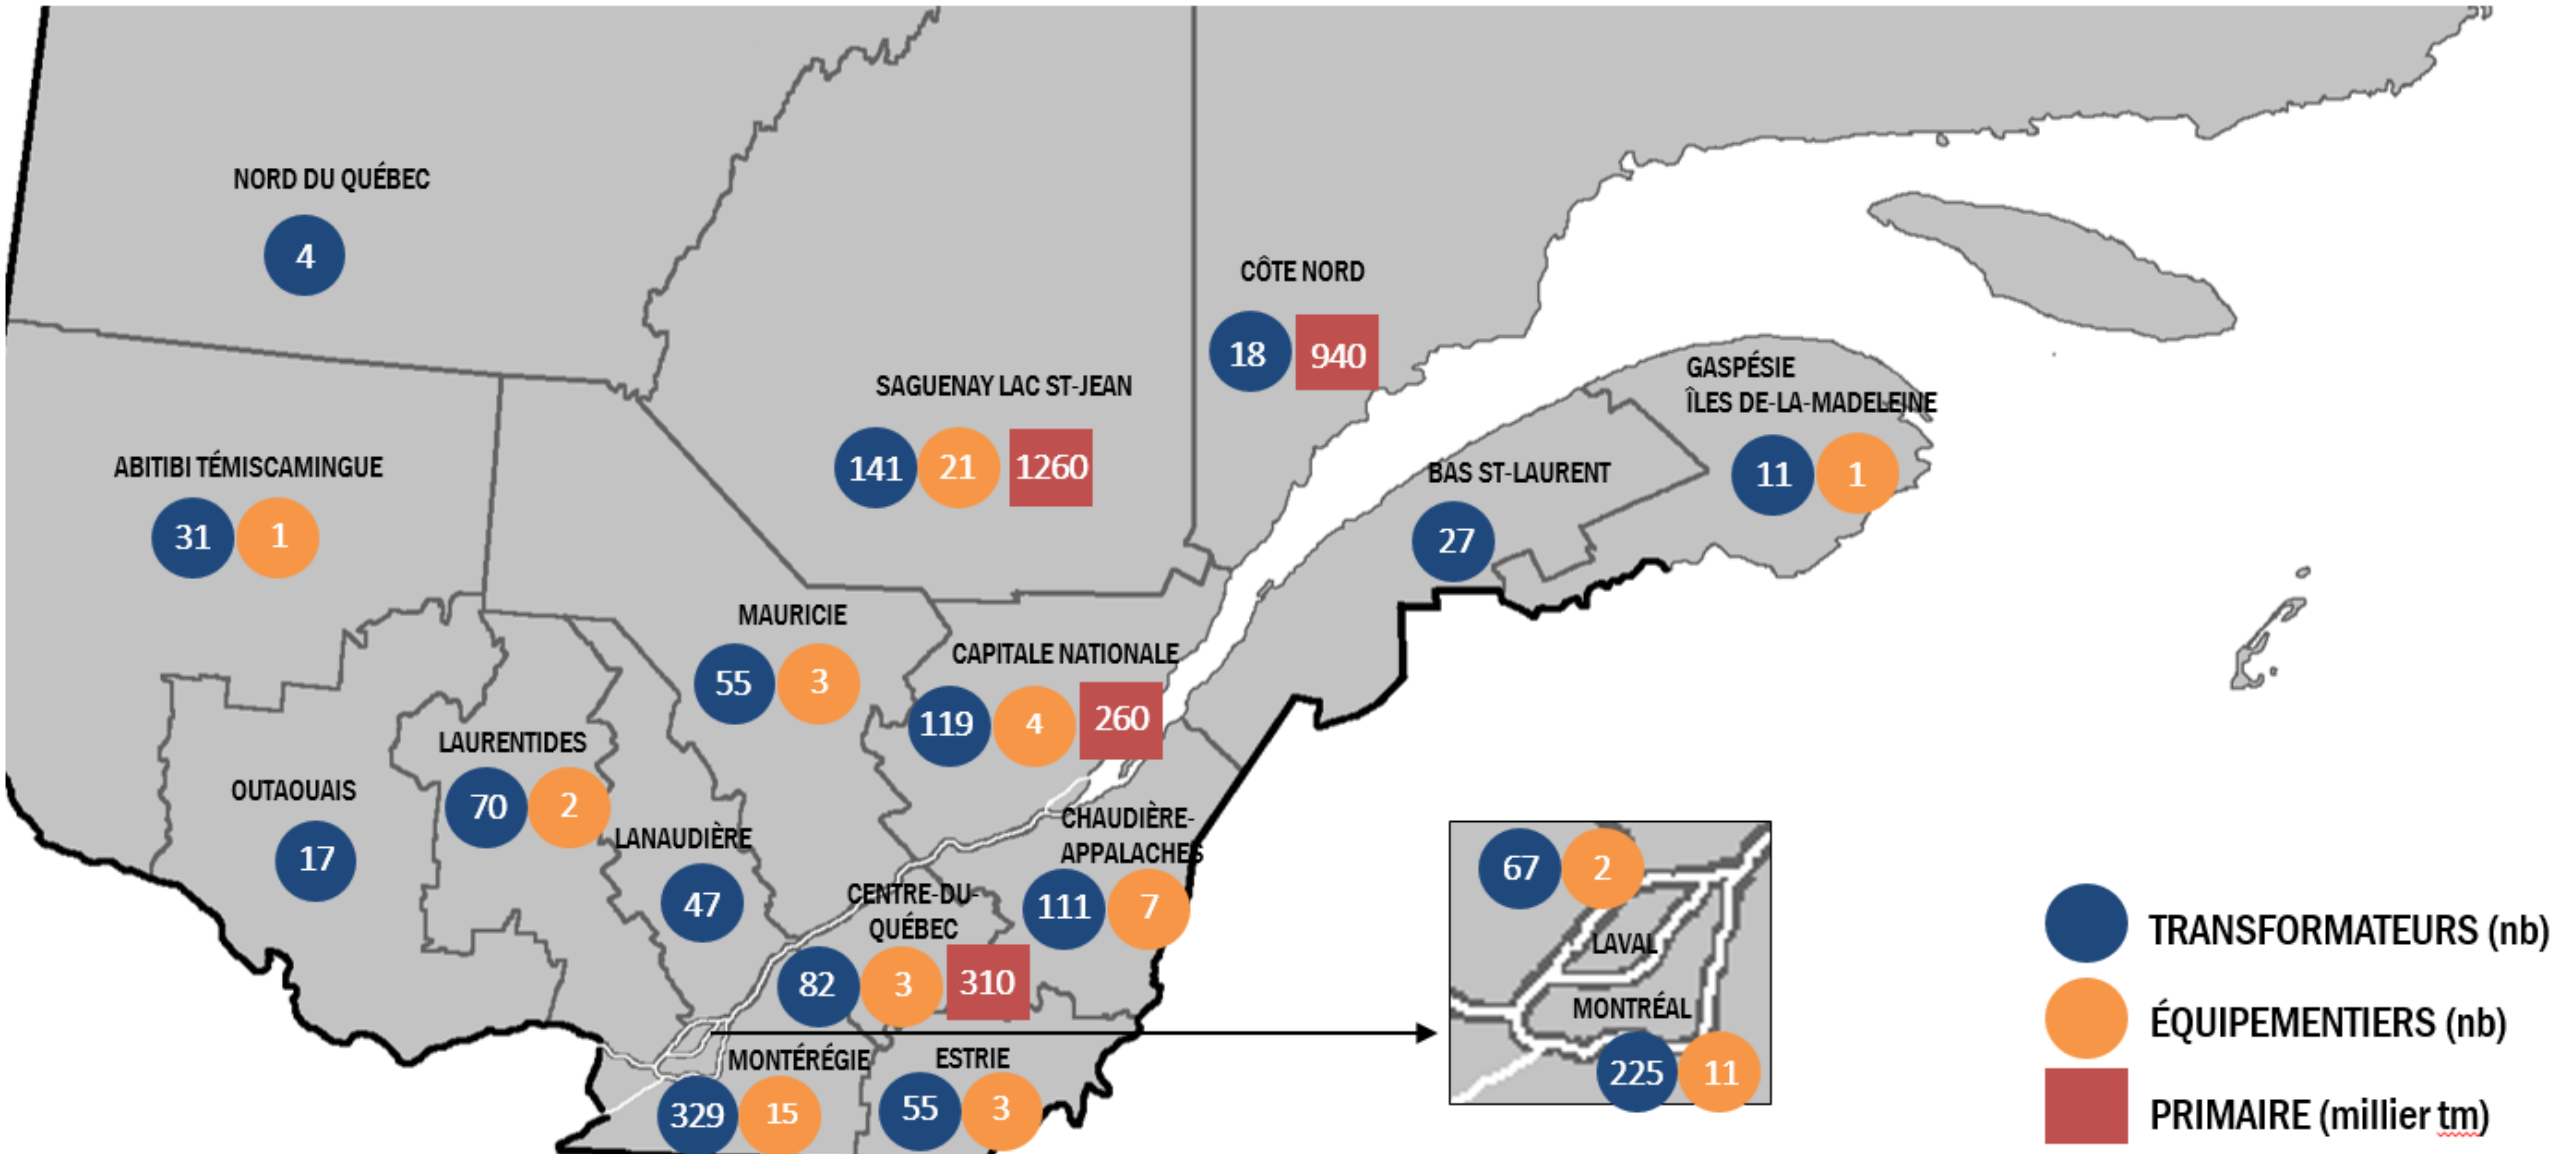 NORD DU QUÉBEC
4
CÔTE NORD
18 940
SAGUENAY LAC ST-JEAN
141 21 1260
GASPÉSIE
ÎLES DE-LA-MADELEINE
11 1
ABITIBI TÉMISCAMINGUE
31 1
BAS ST-LAURENT
27
MAURICIE
55 3
CAPITALE NATIONALE
119 4 260
LAURENTIDES
70 2
OUTAOUAIS
17
LANAUDIÈRE
47
CHAUDIÈRE-
APPALACHES
111 7
CENTRE-DU-
QUÉBEC
82 3 310
MONTÉRÉGIE
329 15
ESTRIE
55 3
67 2
LAVAL
MONTRÉAL
225 11
TRANSFORMATEURS (nb)
ÉQUIPEMENTIERS (nb)
PRIMAIRE (millier tm)